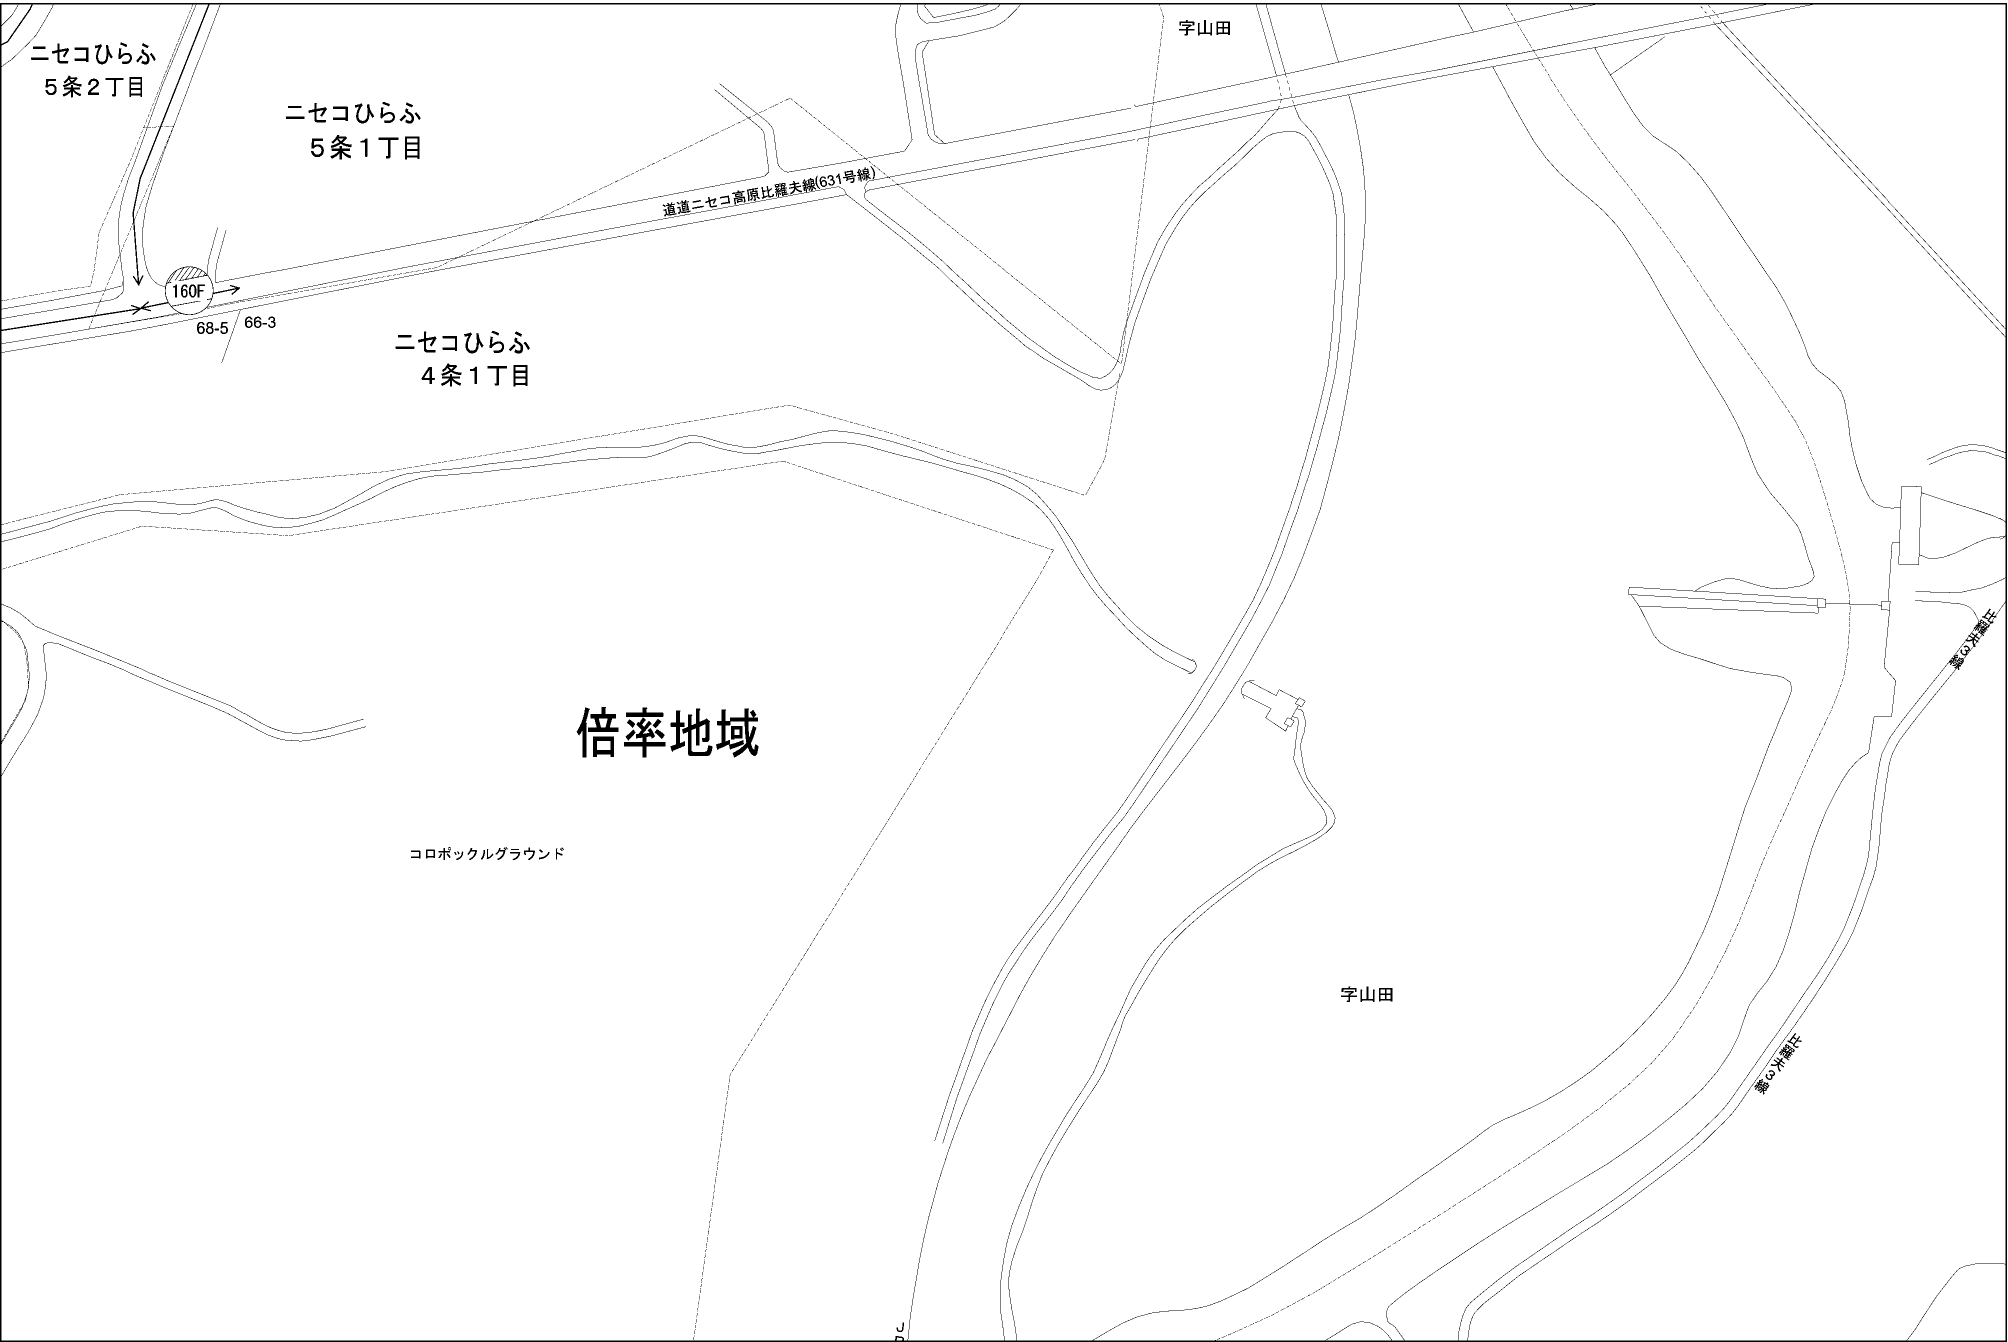 字山田
ニセコひらふ
5条2丁目
ニセコひらふ
5条1丁目
道道ニセコ高原比羅夫線(631号線)
160F
68-5
66-3
ニセコひらふ
4条1丁目
比羅夫3線
倍率地域
コロポックルグラウンド
字山田
比羅夫3線
J